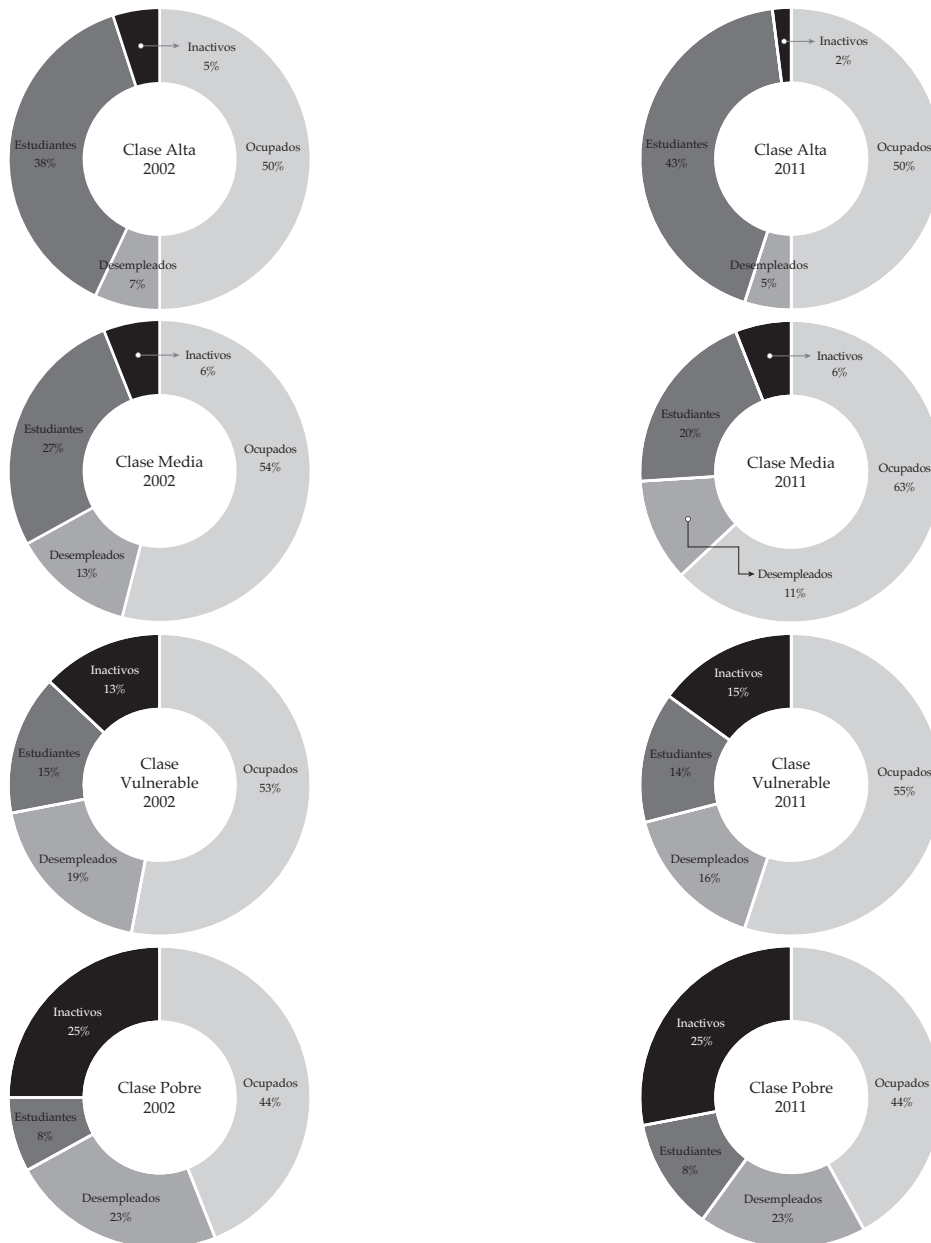 Inactivos
5%
Estudiantes
38%
Clase Alta
2002
Ocupados
50%
Desempleados
7%
Inactivos
2%
Estudiantes
43%
Clase Alta
2011
Ocupados
50%
Desempleados
5%
Inactivos
6%
Estudiantes
27%
Clase Media
2002
Ocupados
54%
Desempleados
13%
Inactivos
6%
Estudiantes
20%
Clase Media
2011
Ocupados
63%
Desempleados
11%
Inactivos
13%
Estudiantes
15%
Clase
Vulnerable
2002
Ocupados
53%
Desempleados
19%
Inactivos
15%
Estudiantes
14%
Clase
Vulnerable
2011
Ocupados
55%
Desempleados
16%
Inactivos
25%
Estudiantes
8%
Clase Pobre
2002
Ocupados
44%
Desempleados
23%
Inactivos
25%
Estudiantes
8%
Clase Pobre
2011
Ocupados
44%
Desempleados
23%